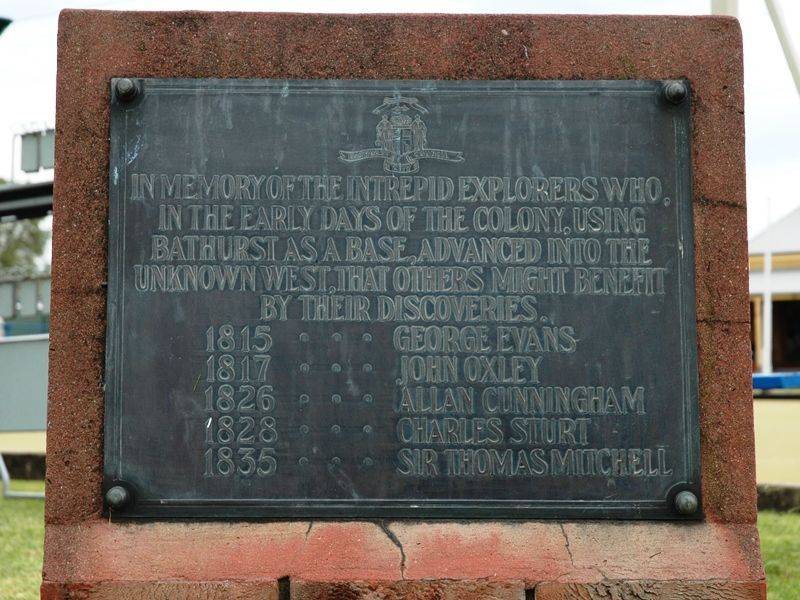 IN MEMORY OF THE INTREPID EXPLORERS WHO,
IN THE EARLY DAYS OF THE COLONY, USING
BATHURST AS A BASE, ADVANCED INTO THE
UNKNOWN WEST, THAT OTHERS MIGHT BENEFIT
BY THEIR DISCOVERIES.
1815 . . . GEORGE EVANS
1817 . . . JOHN OXLEY
1826 . . . ALLAN CUNNINGHAM
1828 . . . CHARLES STURT
1835 . . . SIR THOMAS MITCHELL